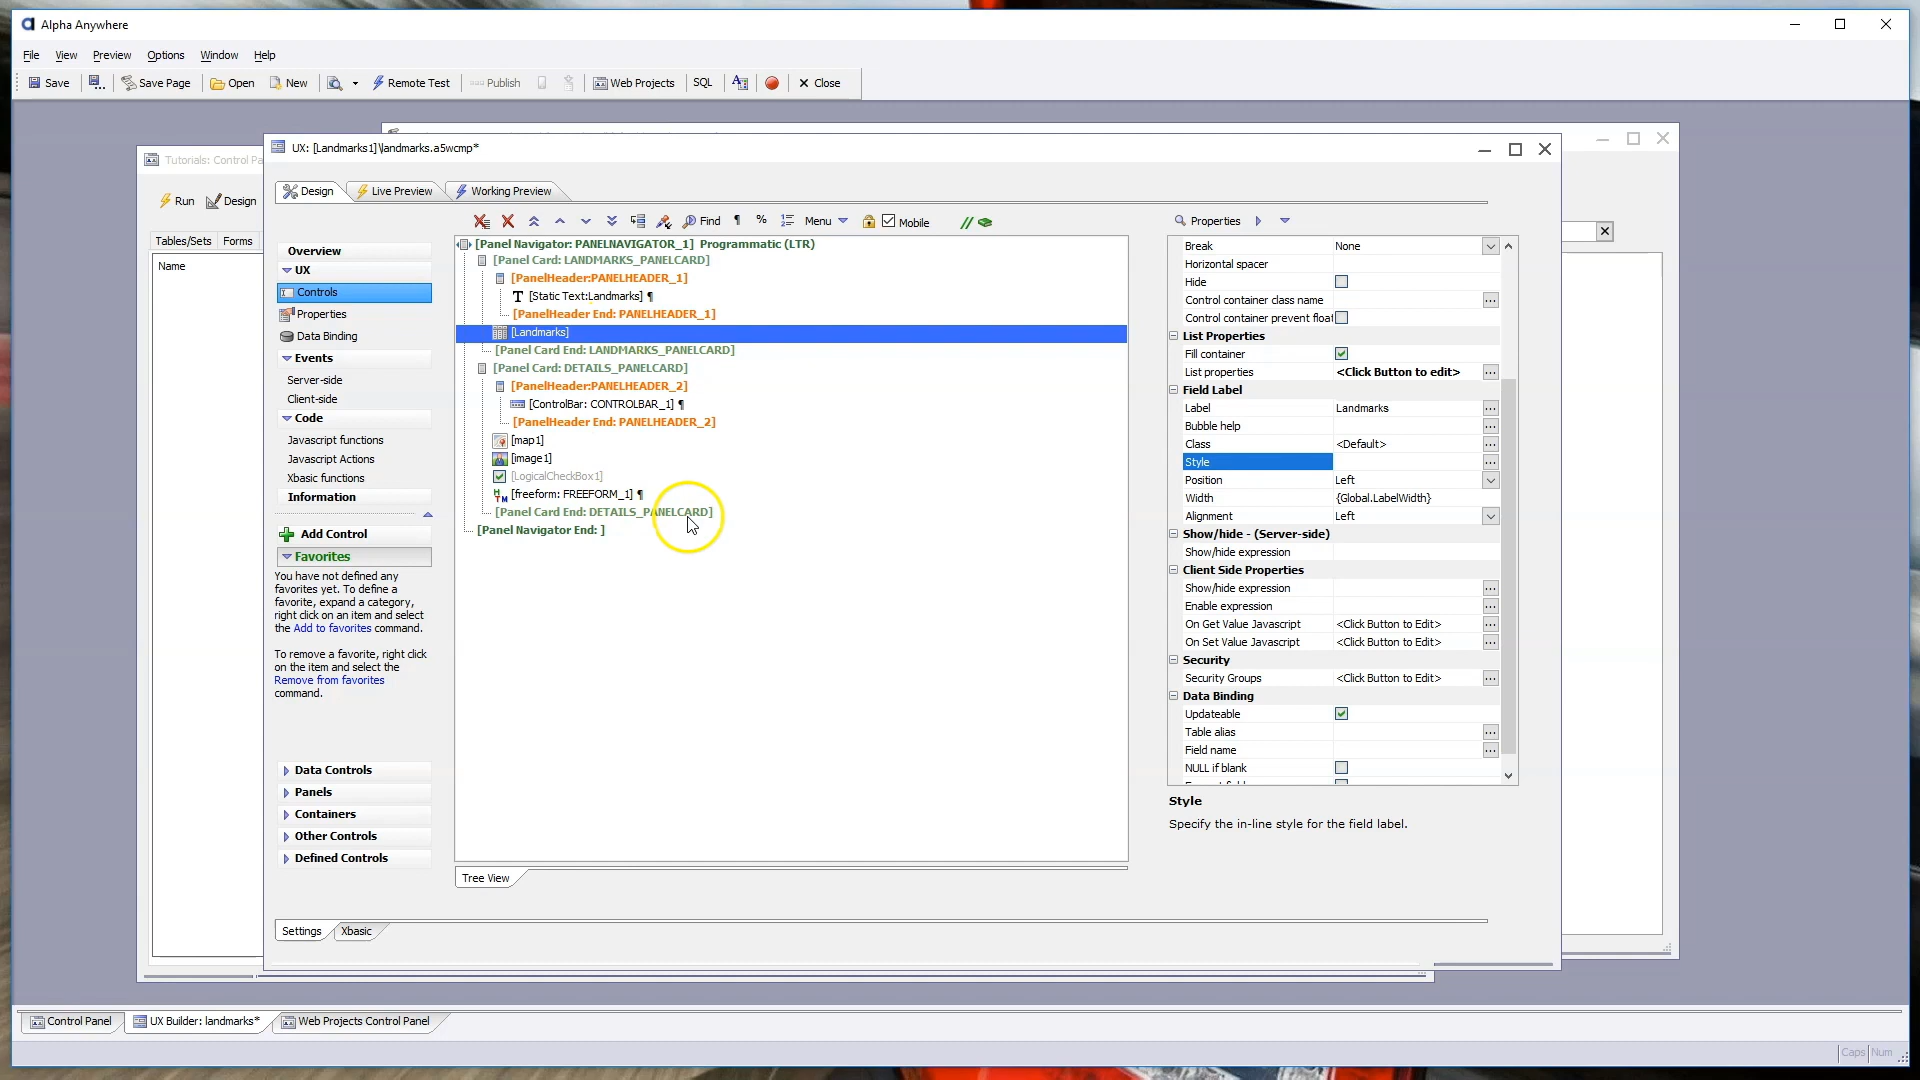 Alpha Anywhere
File View Preview Options Window Help
Save Save Page Open New Remote Test Publish Web Projects SQL Close
UX: [Landmarks1]\landmarks.a5wcmp*
Tutorials: Control Pa
Run Design
Tables/Sets Forms
Name
Design Live Preview Working Preview
Find ¶ % Menu Mobile
Overview
UX
Controls
Properties
Data Binding
Events
Server-side
Client-side
Code
Javascript functions
Javascript Actions
Xbasic functions
Information
Add Control
Favorites
You have not defined any
favorites yet. To define a
favorite, expand a category,
right click on an item and select
the Add to favorites command.
To remove a favorite, right click
on the item and select the
Remove from favorites
command.
Data Controls
Panels
Containers
Other Controls
Defined Controls
[Panel Navigator: PANELNAVIGATOR_1] Programmatic (LTR)
[Panel Card: LANDMARKS_PANELCARD]
[PanelHeader:PANELHEADER_1]
T [Static Text:Landmarks] ¶
[PanelHeader End: PANELHEADER_1]
[Landmarks]
[Panel Card End: LANDMARKS_PANELCARD]
[Panel Card: DETAILS_PANELCARD]
[PanelHeader:PANELHEADER_2]
[ControlBar: CONTROLBAR_1] ¶
[PanelHeader End: PANELHEADER_2]
[map1]
[image1]
[LogicalCheckBox1]
[freeform: FREEFORM_1] ¶
[Panel Card End: DETAILS_PANELCARD]
[Panel Navigator End: ]
Tree View
Settings Xbasic
Properties
Break None
Horizontal spacer
Hide
Control container class name
Control container prevent float
List Properties
Fill container
List properties <Click Button to edit>
Field Label
Label Landmarks
Bubble help
Class <Default>
Style
Position Left
Width {Global.LabelWidth}
Alignment Left
Show/hide - (Server-side)
Show/hide expression
Client Side Properties
Show/hide expression
Enable expression
On Get Value Javascript <Click Button to Edit>
On Set Value Javascript <Click Button to Edit>
Security
Security Groups <Click Button to Edit>
Data Binding
Updateable
Table alias
Field name
NULL if blank
Style
Specify the in-line style for the field label.
Control Panel UX Builder: landmarks* Web Projects Control Panel
Caps Num